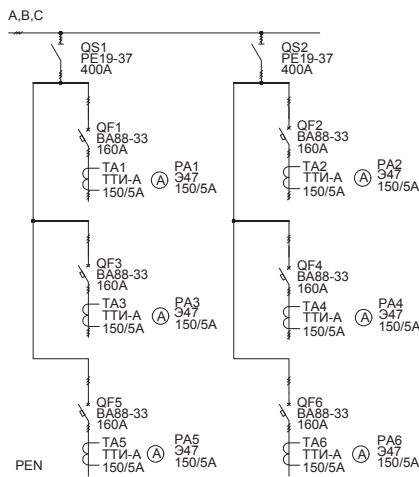 A,B,C
QS1
PE19-37
400A
QS2
PE19-37
400A
QF1
ВА88-33
160A
QF2
ВА88-33
160A
TA1
ТТИ-А
150/5A
A
PA1
Э47
150/5A
TA2
ТТИ-А
150/5A
A
PA2
Э47
150/5A
QF3
ВА88-33
160A
QF4
ВА88-33
160A
TA3
ТТИ-А
150/5A
A
PA3
Э47
150/5A
TA4
ТТИ-А
150/5A
A
PA4
Э47
150/5A
QF5
ВА88-33
160A
QF6
ВА88-33
160A
TA5
ТТИ-А
150/5A
A
PA5
Э47
150/5A
TA6
ТТИ-А
150/5A
A
PA6
Э47
150/5A
PEN